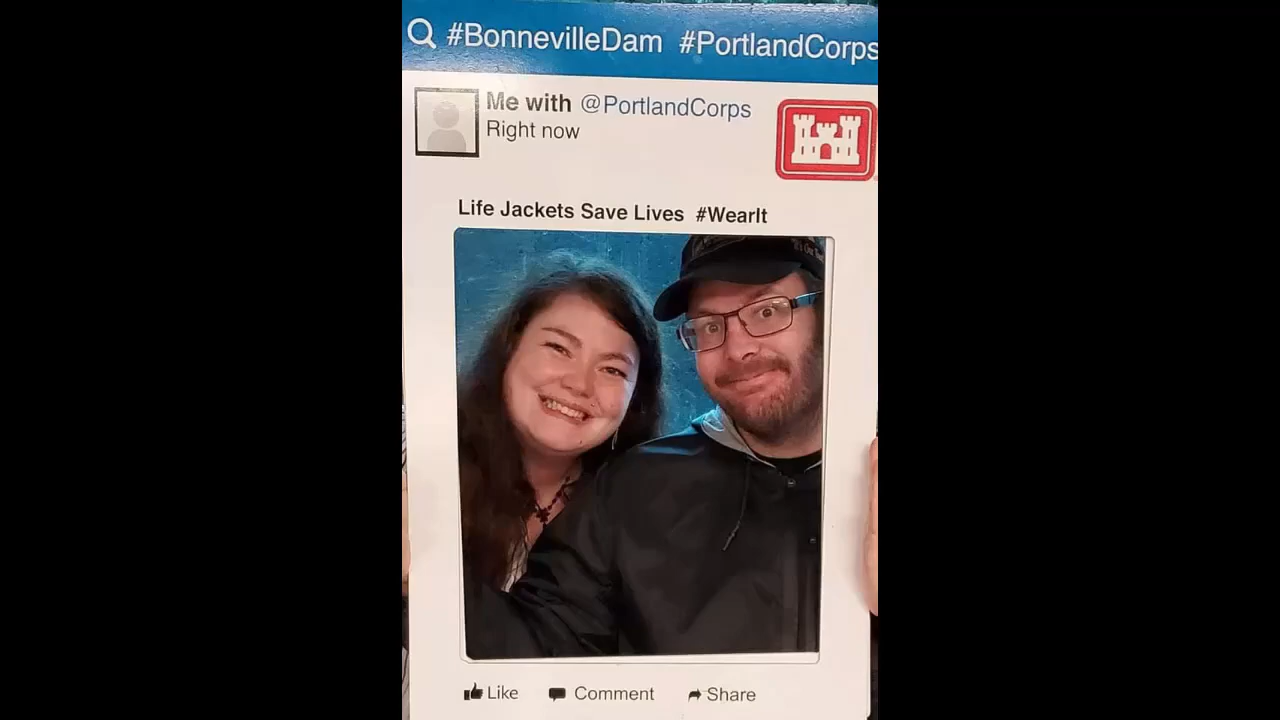 #BonnevilleDam #PortlandCorps
Me with @PortlandCorps
Right now
Life Jackets Save Lives #WearIt
Like Comment Share